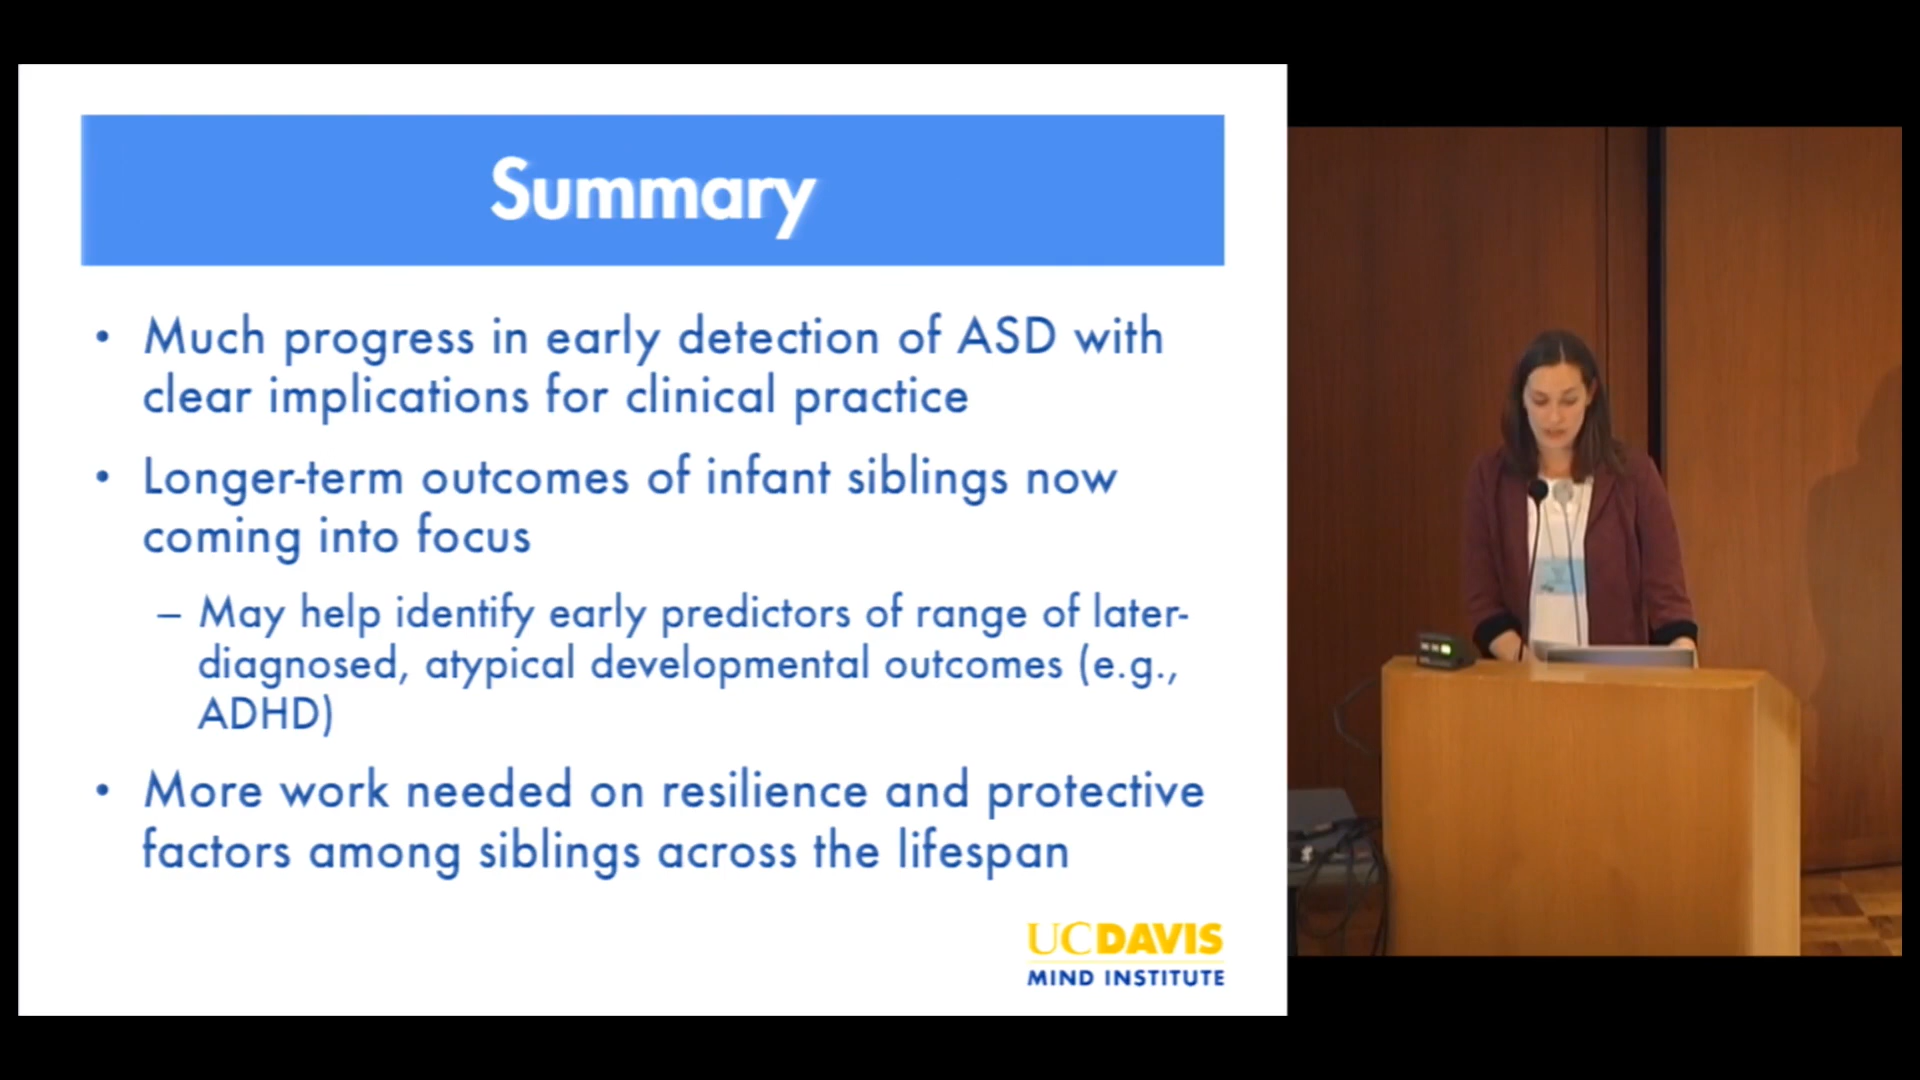 Summary
• Much progress in early detection of ASD with
clear implications for clinical practice
• Longer-term outcomes of infant siblings now
coming into focus
– May help identify early predictors of range of later-
diagnosed, atypical developmental outcomes (e.g.,
ADHD)
• More work needed on resilience and protective
factors among siblings across the lifespan
UCDAVIS
MIND INSTITUTE